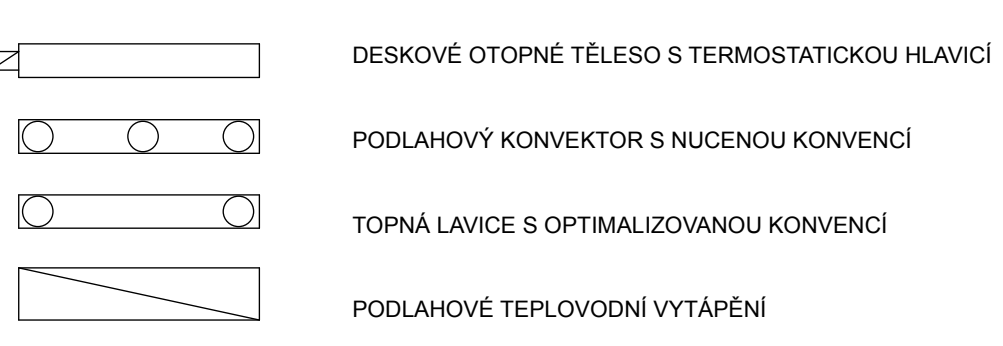 DESKOVÉ OTOPNÉ TĚLESO S TERMOSTATICKOU HLAVICÍ
PODLAHOVÝ KONVEKTOR S NUCENOU KONVENCÍ
TOPNÁ LAVICE S OPTIMALIZOVANOU KONVENCÍ
PODLAHOVÉ TEPLOVODNÍ VYTÁPĚNÍ